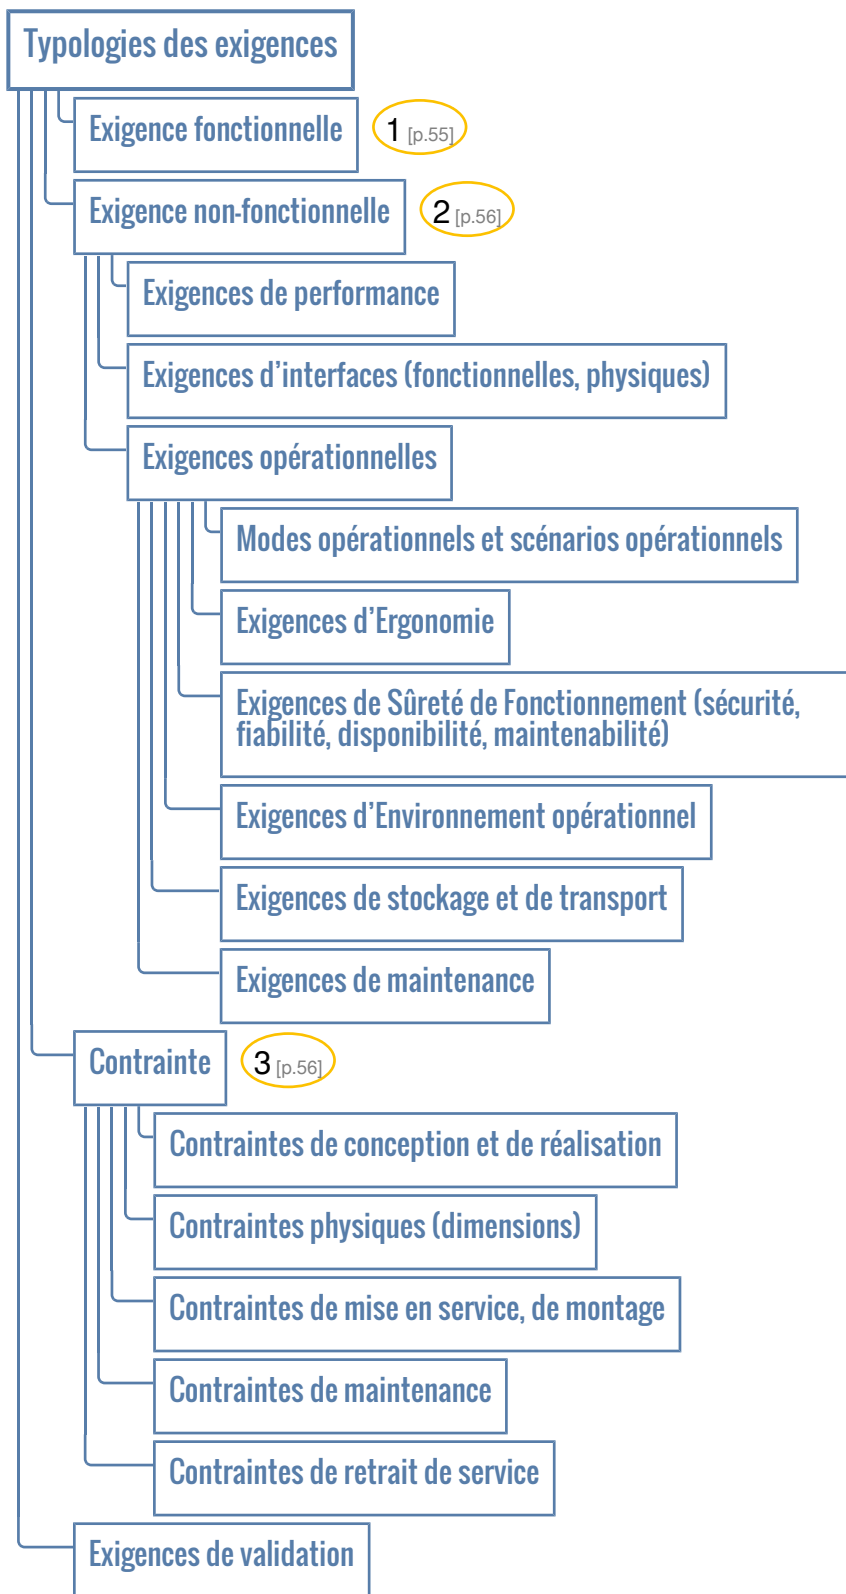 Typologies des exigences
Exigence fonctionnelle 1 [p.55]
Exigence non-fonctionnelle 2 [p.56]
Exigences de performance
Exigences d'interfaces (fonctionnelles, physiques)
Exigences opérationnelles
Modes opérationnels et scénarios opérationnels
Exigences d'Ergonomie
Exigences de Sûreté de Fonctionnement (sécurité,
fiabilité, disponibilité, maintenabilité)
Exigences d'Environnement opérationnel
Exigences de stockage et de transport
Exigences de maintenance
Contrainte 3 [p.56]
Contraintes de conception et de réalisation
Contraintes physiques (dimensions)
Contraintes de mise en service, de montage
Contraintes de maintenance
Contraintes de retrait de service
Exigences de validation